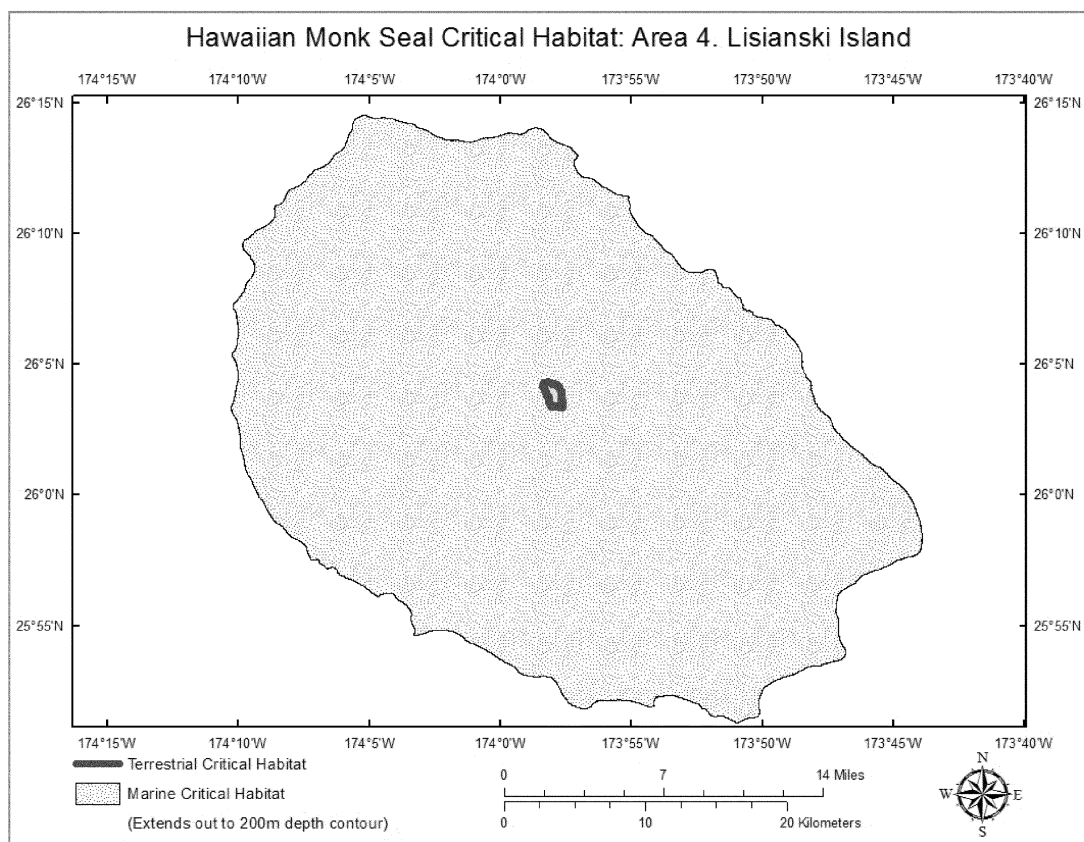 Hawaiian Monk Seal Critical Habitat: Area 4. Lisianski Island
174°15'W 174°10'W 174°5'W 174°0'W 173°55'W 173°50'W 173°45'W 173°40'W
26°15'N 26°15'N
26°10'N 26°10'N
26°5'N 26°5'N
26°0'N 26°0'N
25°55'N 25°55'N
174°15'W 174°10'W 174°5'W 174°0'W 173°55'W 173°50'W 173°45'W 173°40'W
Terrestrial Critical Habitat
Marine Critical Habitat
(Extends out to 200m depth contour)
0 7 14 Miles
0 10 20 Kilometers
N
W E
S